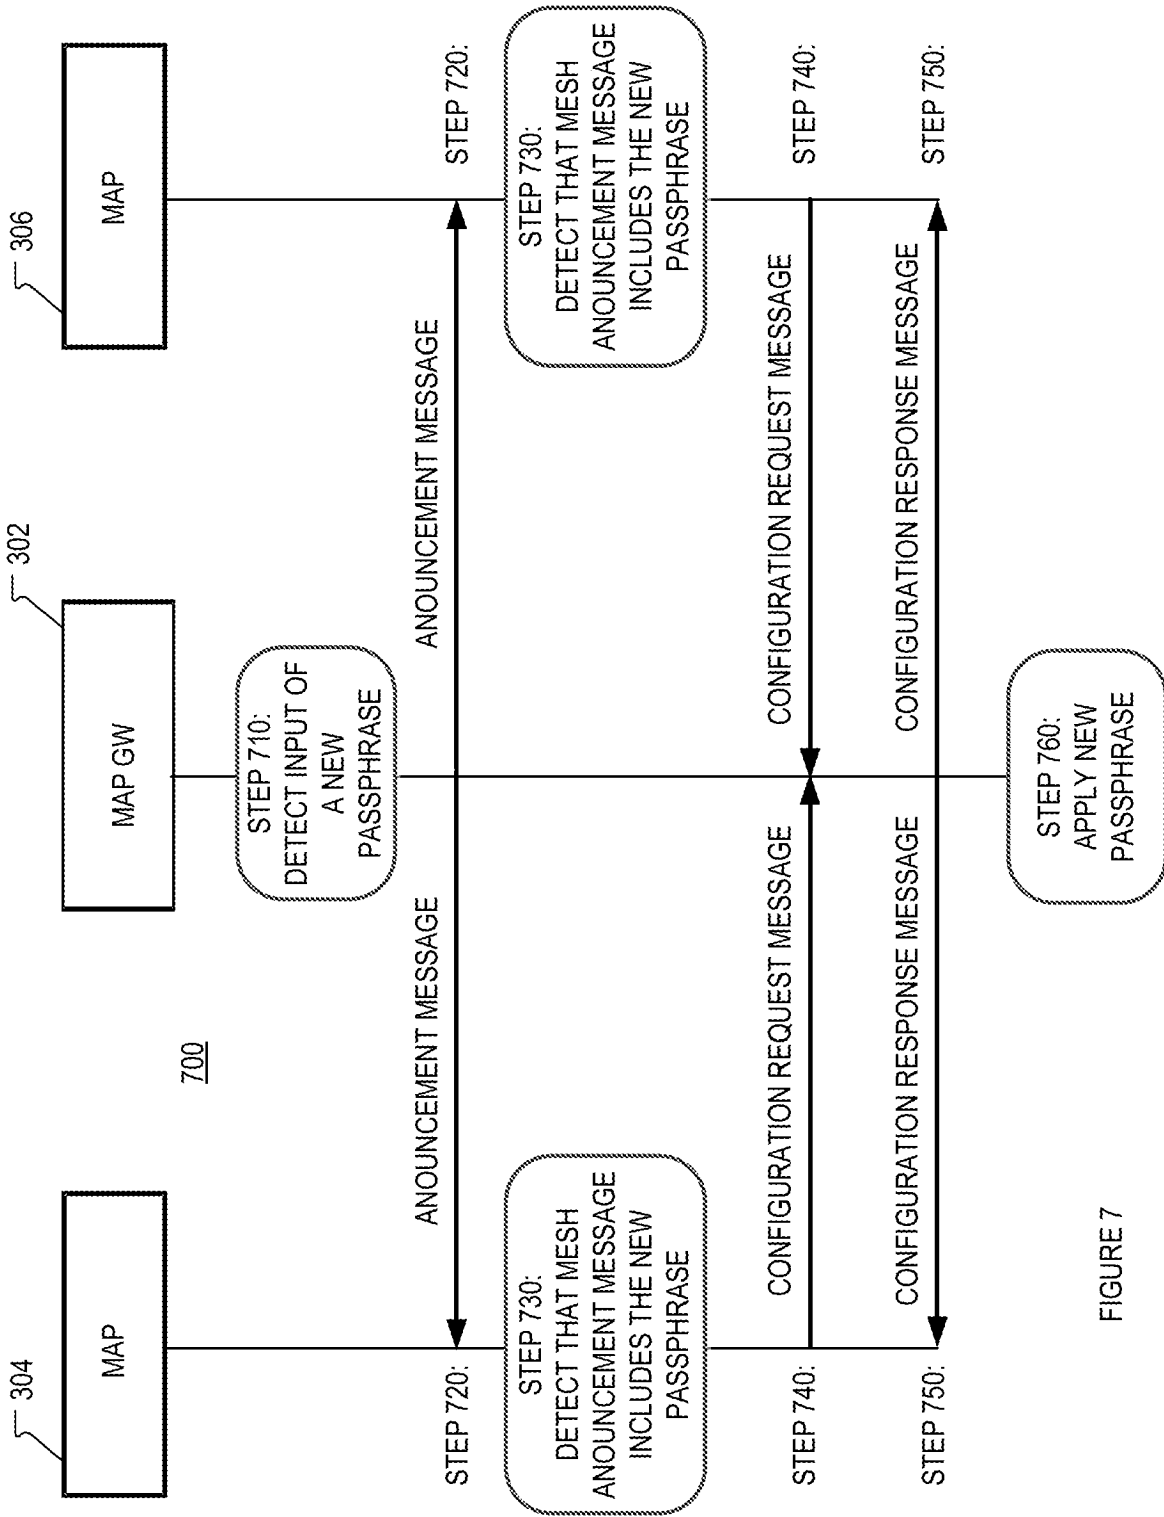 304
302
306
MAP
MAP GW
MAP
700
STEP 710:
DETECT INPUT OF
A NEW
PASSPHRASE
STEP 720:
ANOUNCEMENT MESSAGE
ANOUNCEMENT MESSAGE
STEP 720:
STEP 730:
DETECT THAT MESH
ANOUNCEMENT MESSAGE
INCLUDES THE NEW
PASSPHRASE
STEP 730:
DETECT THAT MESH
ANOUNCEMENT MESSAGE
INCLUDES THE NEW
PASSPHRASE
STEP 740:
CONFIGURATION REQUEST MESSAGE
CONFIGURATION REQUEST MESSAGE
STEP 740:
STEP 750:
CONFIGURATION RESPONSE MESSAGE
CONFIGURATION RESPONSE MESSAGE
STEP 750:
STEP 760:
APPLY NEW
PASSPHRASE
FIGURE 7